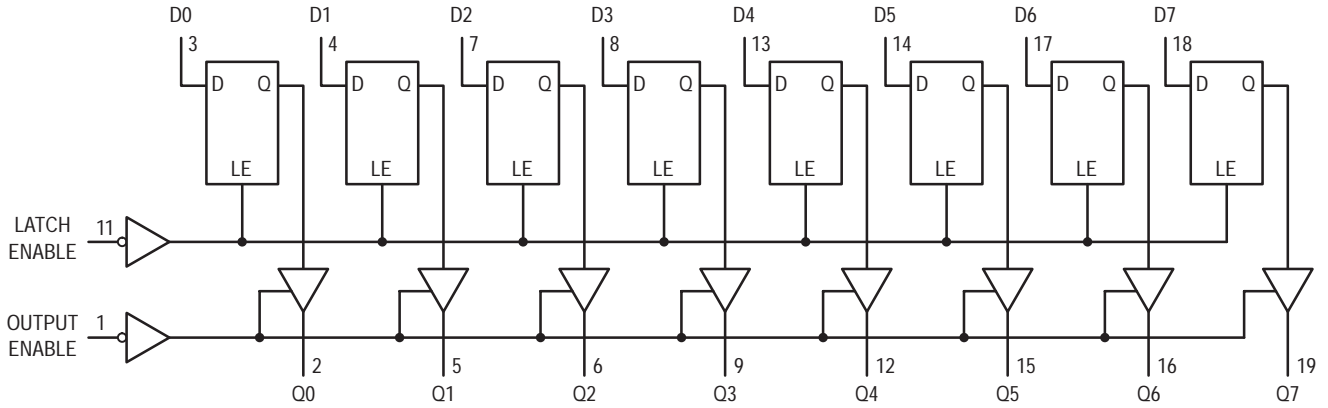 D0 D1 D2 D3 D4 D5 D6 D7
3 4 7 8 13 14 17 18
D Q D Q D Q D Q D Q D Q D Q D Q
LE LE LE LE LE LE LE LE
LATCH 11
ENABLE
OUTPUT 1
ENABLE
2 5 6 9 12 15 16 19
Q0 Q1 Q2 Q3 Q4 Q5 Q6 Q7